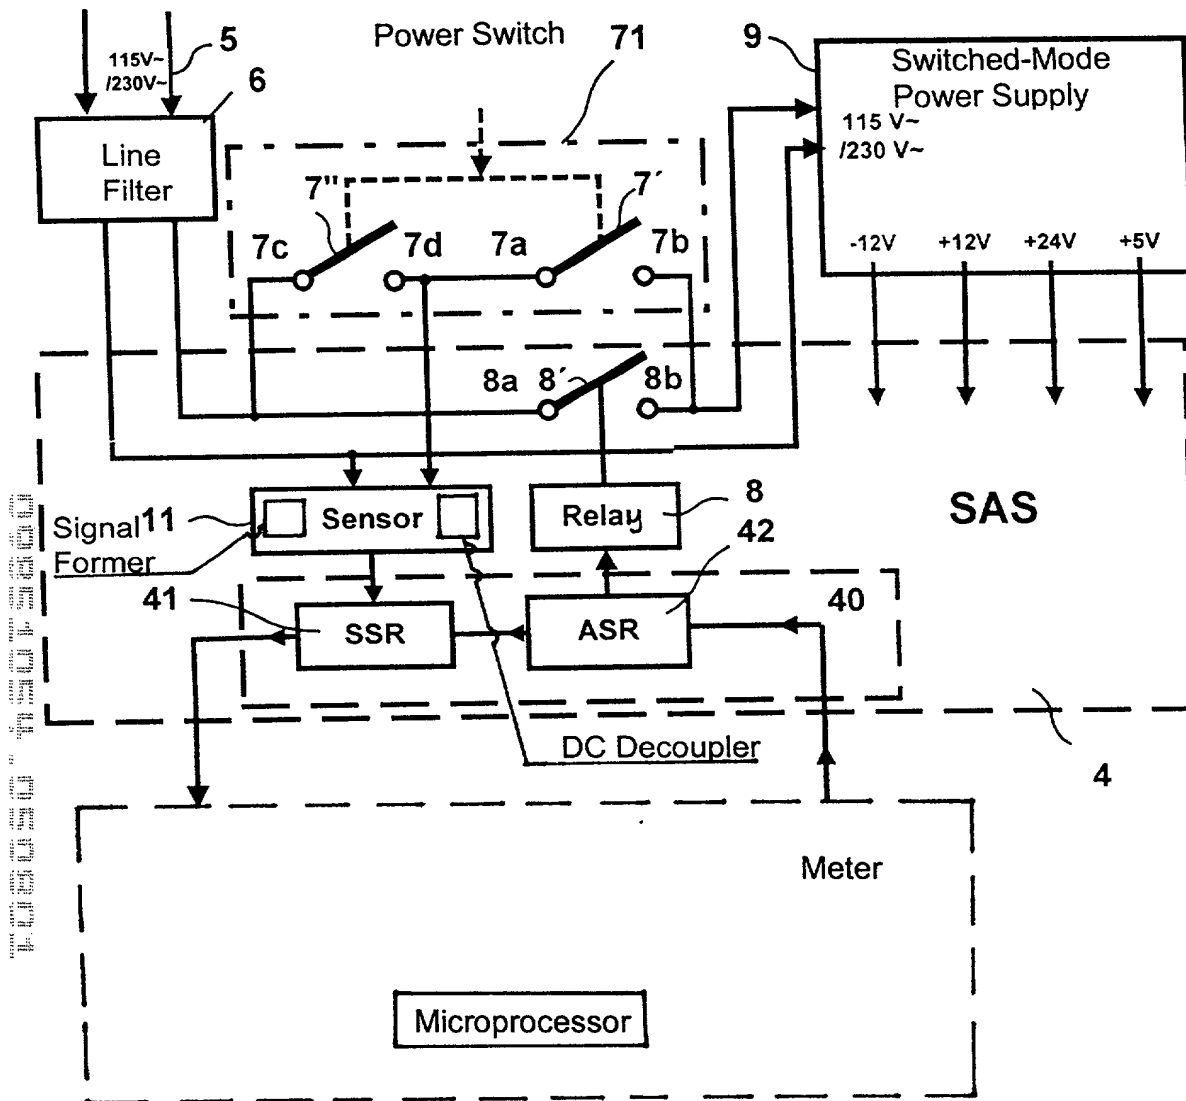 Power Switch
71
9
5
115V~
/230V~
6
Switched-Mode
Power Supply
115 V~
/230 V~
Line
Filter
7"
7´
7c
7d
7a
7b
-12V
+12V
+24V
+5V
8a
8´
8b
SAS
Signal
Former
11
Sensor
Relay
8
42
41
SSR
ASR
40
DC Decoupler
4
Meter
Microprocessor